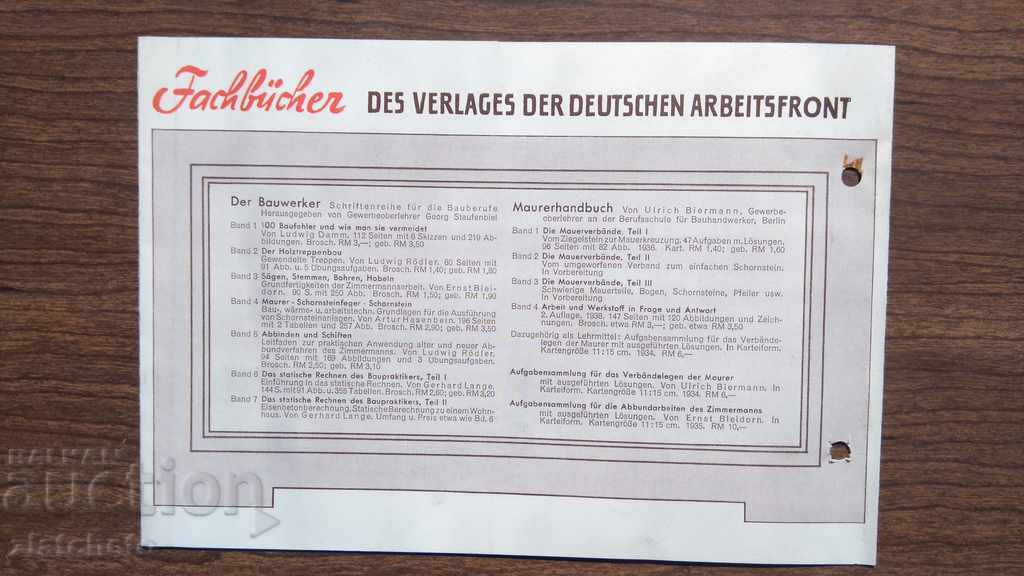 Fachbücher DES VERLAGES DER DEUTSCHEN ARBEITSFRONT
Der Bauwerker Schriftenreihe für die Bauberufe
Herausgegeben von Gewerbeoberlehrer Georg Staufenbiel
Band 1 100 Baufehler und wie man sie vermeidet
Von Ludwig Damm. 112 Seiten mit 6 Skizzen und 219 Ab-
bildungen. Brosch. RM 3,—; geb. RM 3,50
Band 2 Der Holztreppenbau
Gewendelte Treppen. Von Ludwig Rödler. 60 Seiten mit
91 Abb. u. 5 Übungsaufgaben. Brosch. RM 1,40; geb. RM 1,80
Band 3 Sägen, Stemmen, Bohren, Hobeln
Grundfertigkeiten der Zimmermannsarbeit. Von Ernst Blei-
dorn. 90 S. mit 250 Abb. Brosch. RM 1,50; geb. RM 1,90
Band 4 Maurer - Schornsteinfeger - Schornstein
Bau-, wärme- u. arbeitstechn. Grundlagen für die Ausführung
von Schornsteinanlagen. Von Artur Hasenbein. 196 Seiten
mit 2 Tabellen und 257 Abb. Brosch. RM 2,90; geb. RM 3,50
Band 5 Abbinden und Schiften
Leitfaden zur praktischen Anwendung alter und neuer Ab-
bundverfahren des Zimmermanns. Von Ludwig Rödler.
94 Seiten mit 169 Abbildungen und 3 Übungsaufgaben.
Brosch. RM 2,50; geb. RM 3,10
Band 6 Das statische Rechnen des Baupraktikers, Teil I
Einführung in das statische Rechnen. Von Gerhard Lange.
144 S. mit 91 Abb. u. 355 Tabellen. Brosch. RM 2,60; geb. RM 3,20
Band 7 Das statische Rechnen des Baupraktikers, Teil II
Eisenbetonberechnung. Statische Berechnung zu einem Wohn-
haus. Von Gerhard Lange. Umfang u. Preis etwa wie Bd. 6
Maurerhandbuch Von Ulrich Biermann, Gewerbe-
oberlehrer an der Berufsschule für Bauhandwerker, Berlin
Band 1 Die Mauerverbände, Teil I
Vom Ziegelstein zur Mauerkreuzung. 47 Aufgaben m. Lösungen.
96 Seiten mit 82 Abb. 1936. Kart. RM 1,40; geb. RM 1,60
Band 2 Die Mauerverbände, Teil II
Vom umgeworfenen Verband zum einfachen Schornstein.
In Vorbereitung
Band 3 Die Mauerverbände, Teil III
Schwierige Mauerteile, Bogen, Schornsteine, Pfeiler usw.
In Vorbereitung
Band 4 Arbeit und Werkstoff in Frage und Antwort
2. Auflage, 1938. 147 Seiten mit 120 Abbildungen und Zeich-
nungen. Brosch. etwa RM 3,—; geb. etwa RM 3,50
Dazugehörig als Lehrmittel: Aufgabensammlung für das Verbände-
legen der Maurer mit ausgeführten Lösungen. In Karteiform.
Kartengröße 11:15 cm. 1934. RM 6,—
Aufgabensammlung für das Verbändelegen der Maurer
mit ausgeführten Lösungen. Von Ulrich Biermann. In
Karteiform. Kartengröße 11:15 cm. 1934. RM 6,—
Aufgabensammlung für die Abbundarbeiten des Zimmermanns
mit ausgeführten Lösungen. Von Ernst Bleidorn. In
Karteiform. Kartengröße 11:15 cm. 1935. RM 10,—
BALKAN
auction
zlatcheto